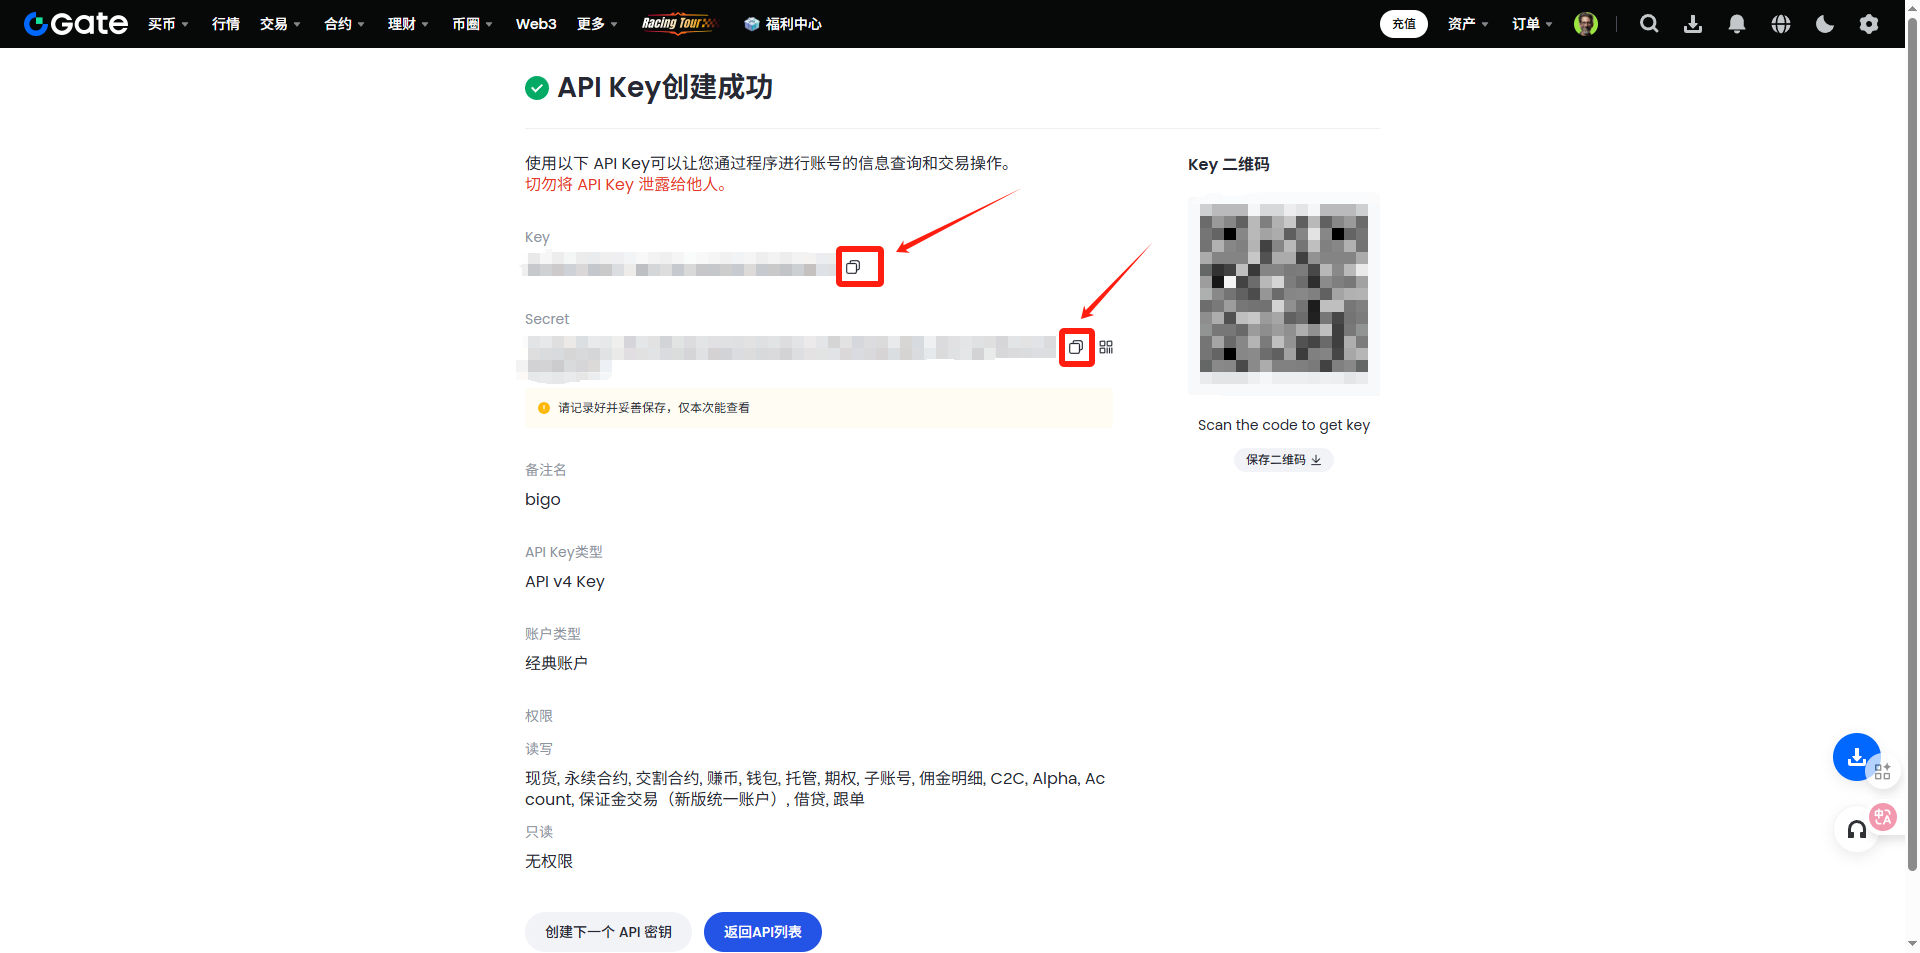 Gate 买币 行情 交易 合约 理财 币圈 Web3 更多 Racing Tour 福利中心 充值 资产 订单
API Key创建成功
使用以下 API Key可以让您通过程序进行账号的信息查询和交易操作。
切勿将 API Key 泄露给他人。
Key
Secret
请记录好并妥善保存，仅本次能查看
备注名
bigo
API Key类型
API v4 Key
账户类型
经典账户
权限
读写
现货, 永续合约, 交割合约, 赚币, 钱包, 托管, 期权, 子账号, 佣金明细, C2C, Alpha, Ac
count, 保证金交易（新版统一账户）, 借贷, 跟单
只读
无权限
创建下一个 API 密钥 返回API列表
Key 二维码
Scan the code to get key
保存二维码
中A